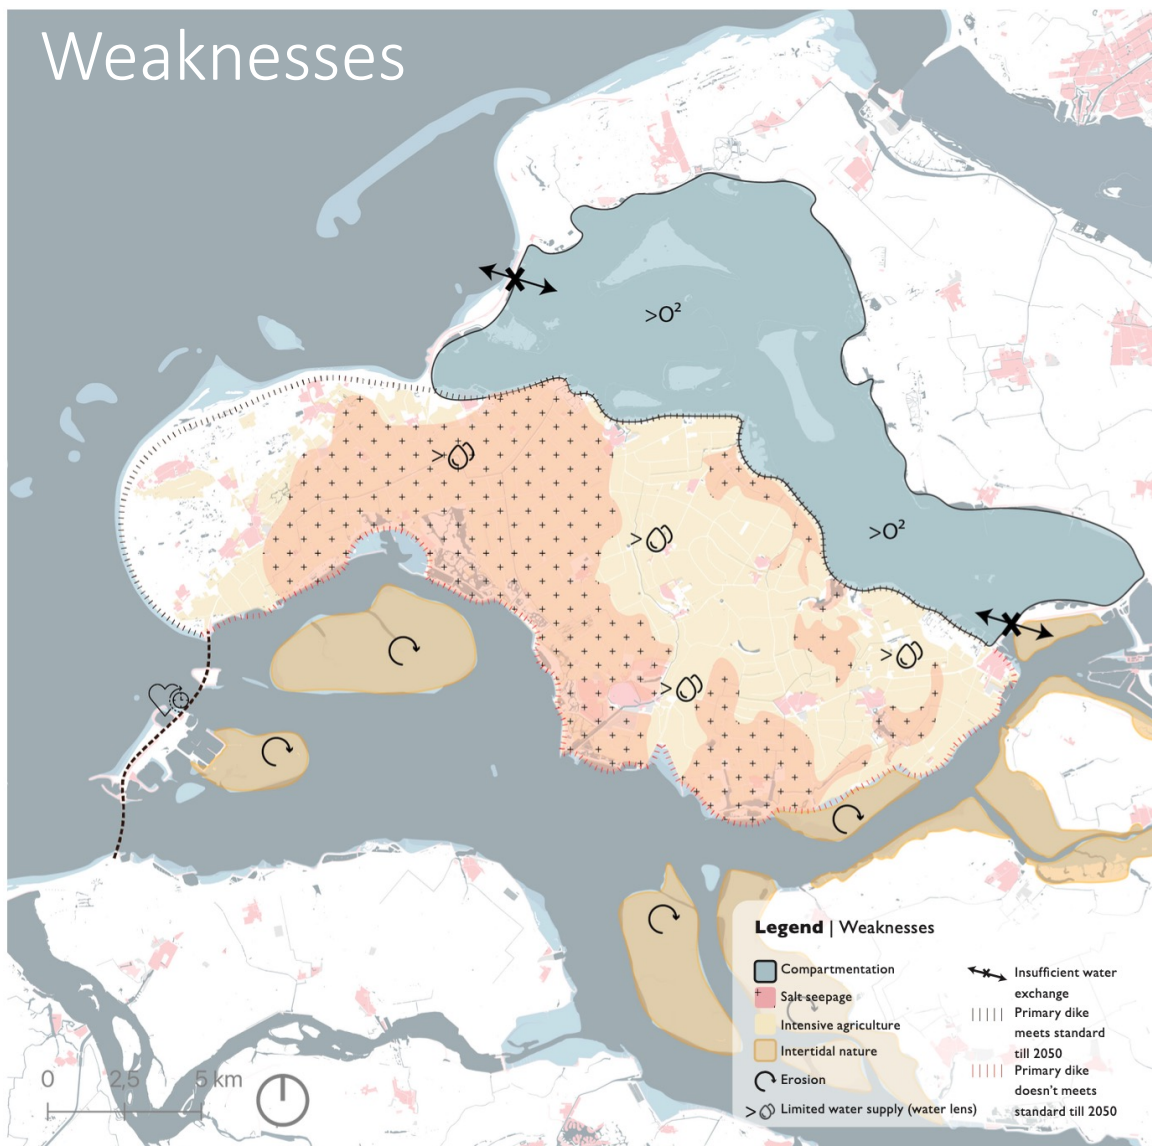 Weaknesses
>O²
>O²
>
>
>
>
Legend | Weaknesses
Compartmentation
Salt seepage
Intensive agriculture
Intertidal nature
Erosion
> Limited water supply (water lens)
Insufficient water
exchange
Primary dike
meets standard
till 2050
Primary dike
doesn't meets
standard till 2050
0 2,5 5 km